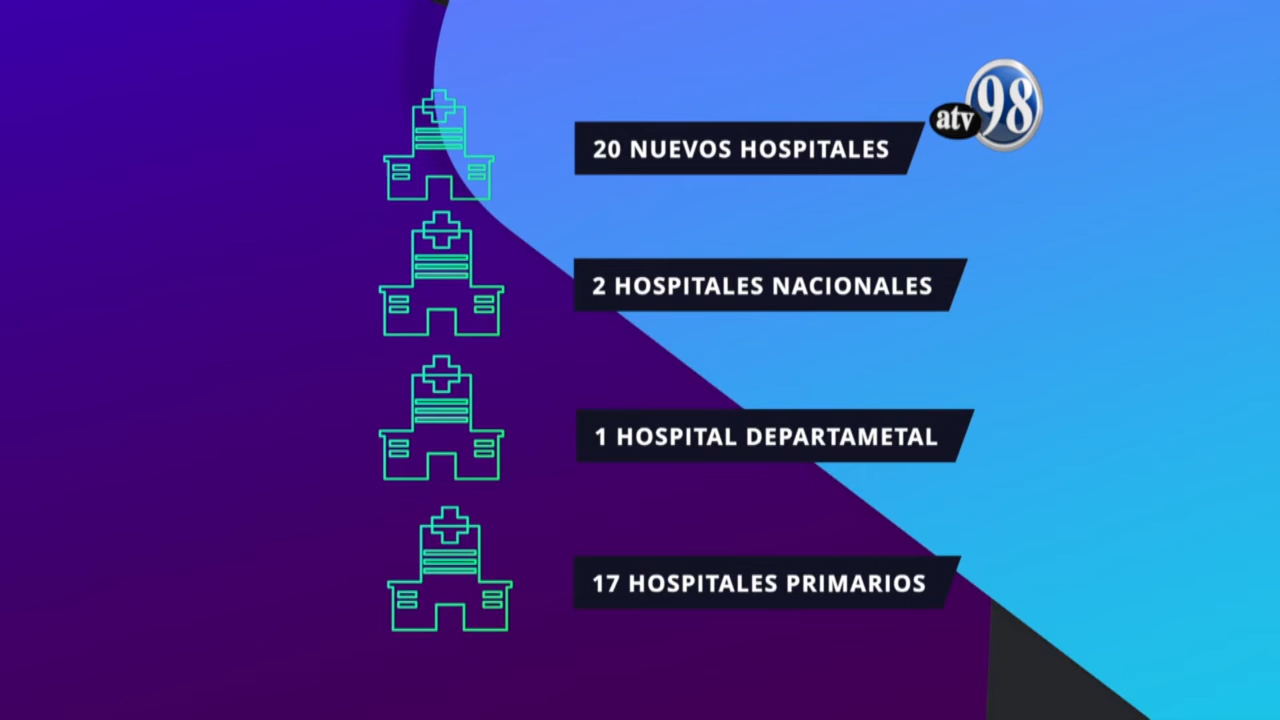 atv 98
20 NUEVOS HOSPITALES
2 HOSPITALES NACIONALES
1 HOSPITAL DEPARTAMETAL
17 HOSPITALES PRIMARIOS